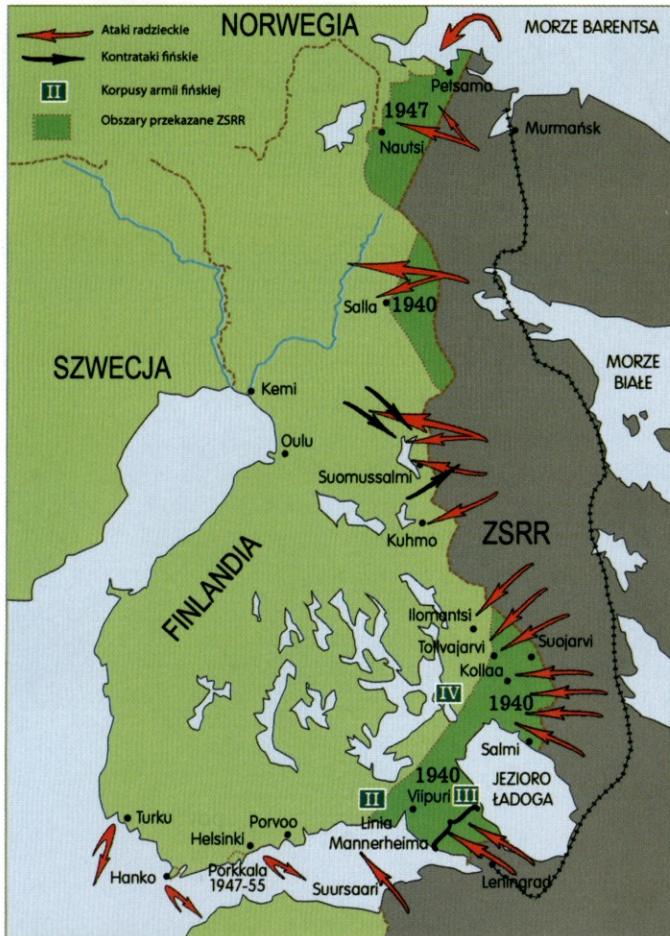 Ataki radzieckie
Kontrataki fińskie
II
Korpusy armii fińskiej
Obszary przekazane ZSRR
NORWEGIA
MORZE BARENTSA
Petsamo
1947
Nautsi
Murmańsk
Salla
1940
SZWECJA
MORZE
BIAŁE
Kemi
Oulu
Suomussalmi
Kuhmo
ZSRR
FINLANDIA
Ilomantsi
Tolvajarvi
Suojarvi
Kollaa
IV
1940
Salmi
1940
JEZIORO
ŁADOGA
II
Viipuri
III
Linia
Mannerheima
Turku
Porvoo
Helsinki
Hanko
Porkkala
1947-55
Suursaari
Leningrad